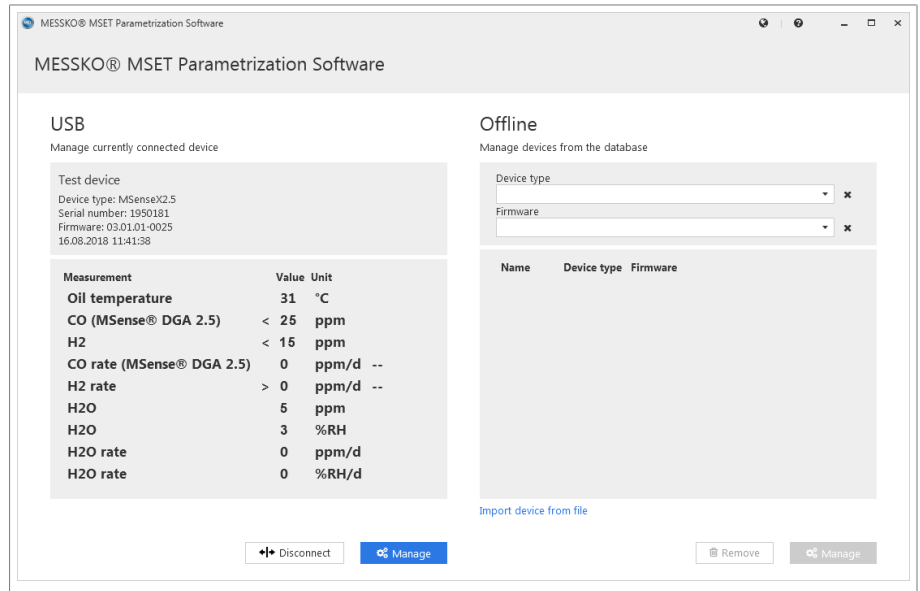 MESSKO® MSET Parametrization Software
MESSKO® MSET Parametrization Software
USB
Manage currently connected device
Test device
Device type: MSenseX2.5
Serial number: 1950181
Firmware: 03.01.01-0025
16.08.2018 11:41:38
Measurement Value Unit
Oil temperature 31 °C
CO (MSense® DGA 2.5) < 25 ppm
H2 < 15 ppm
CO rate (MSense® DGA 2.5) 0 ppm/d --
H2 rate > 0 ppm/d --
H2O 5 ppm
H2O 3 %RH
H2O rate 0 ppm/d
H2O rate 0 %RH/d
Disconnect Manage
Offline
Manage devices from the database
Device type
Firmware
Name Device type Firmware
Import device from file
Remove Manage